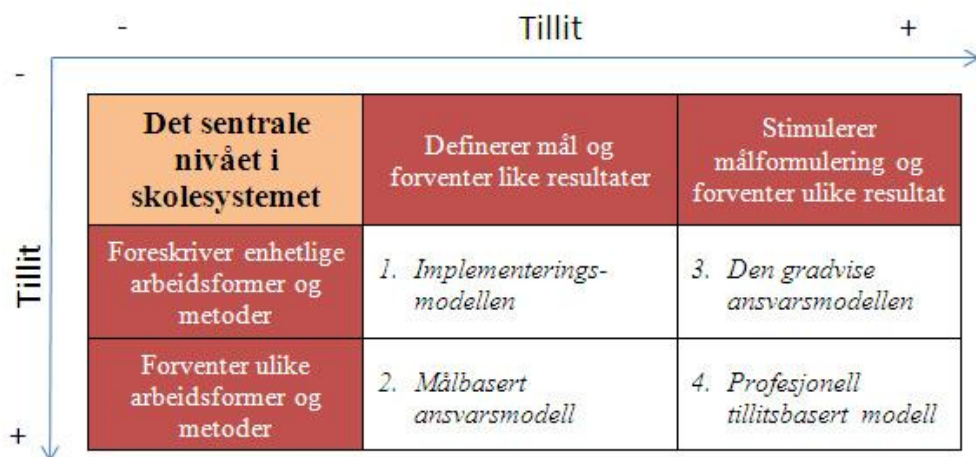 - Tillit +
-
Det sentrale
nivået i
skolesystemet
Definerer mål og
forventer like resultater
Stimulerer
målformulering og
forventer ulike resultat
Tillit
Foreskriver enhetlige
arbeidsformer og
metoder
1. Implementerings-
modellen
3. Den gradvise
ansvarsmodellen
Forventer ulike
arbeidsformer og
metoder
2. Målbasert
ansvarsmodell
4. Profesjonell
tillitsbasert modell
+